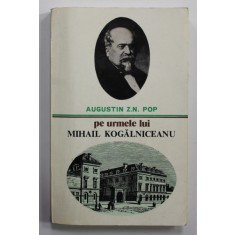 AUGUSTIN Z.N. POP
pe urmele lui
MIHAIL KOGĂLNICEANU